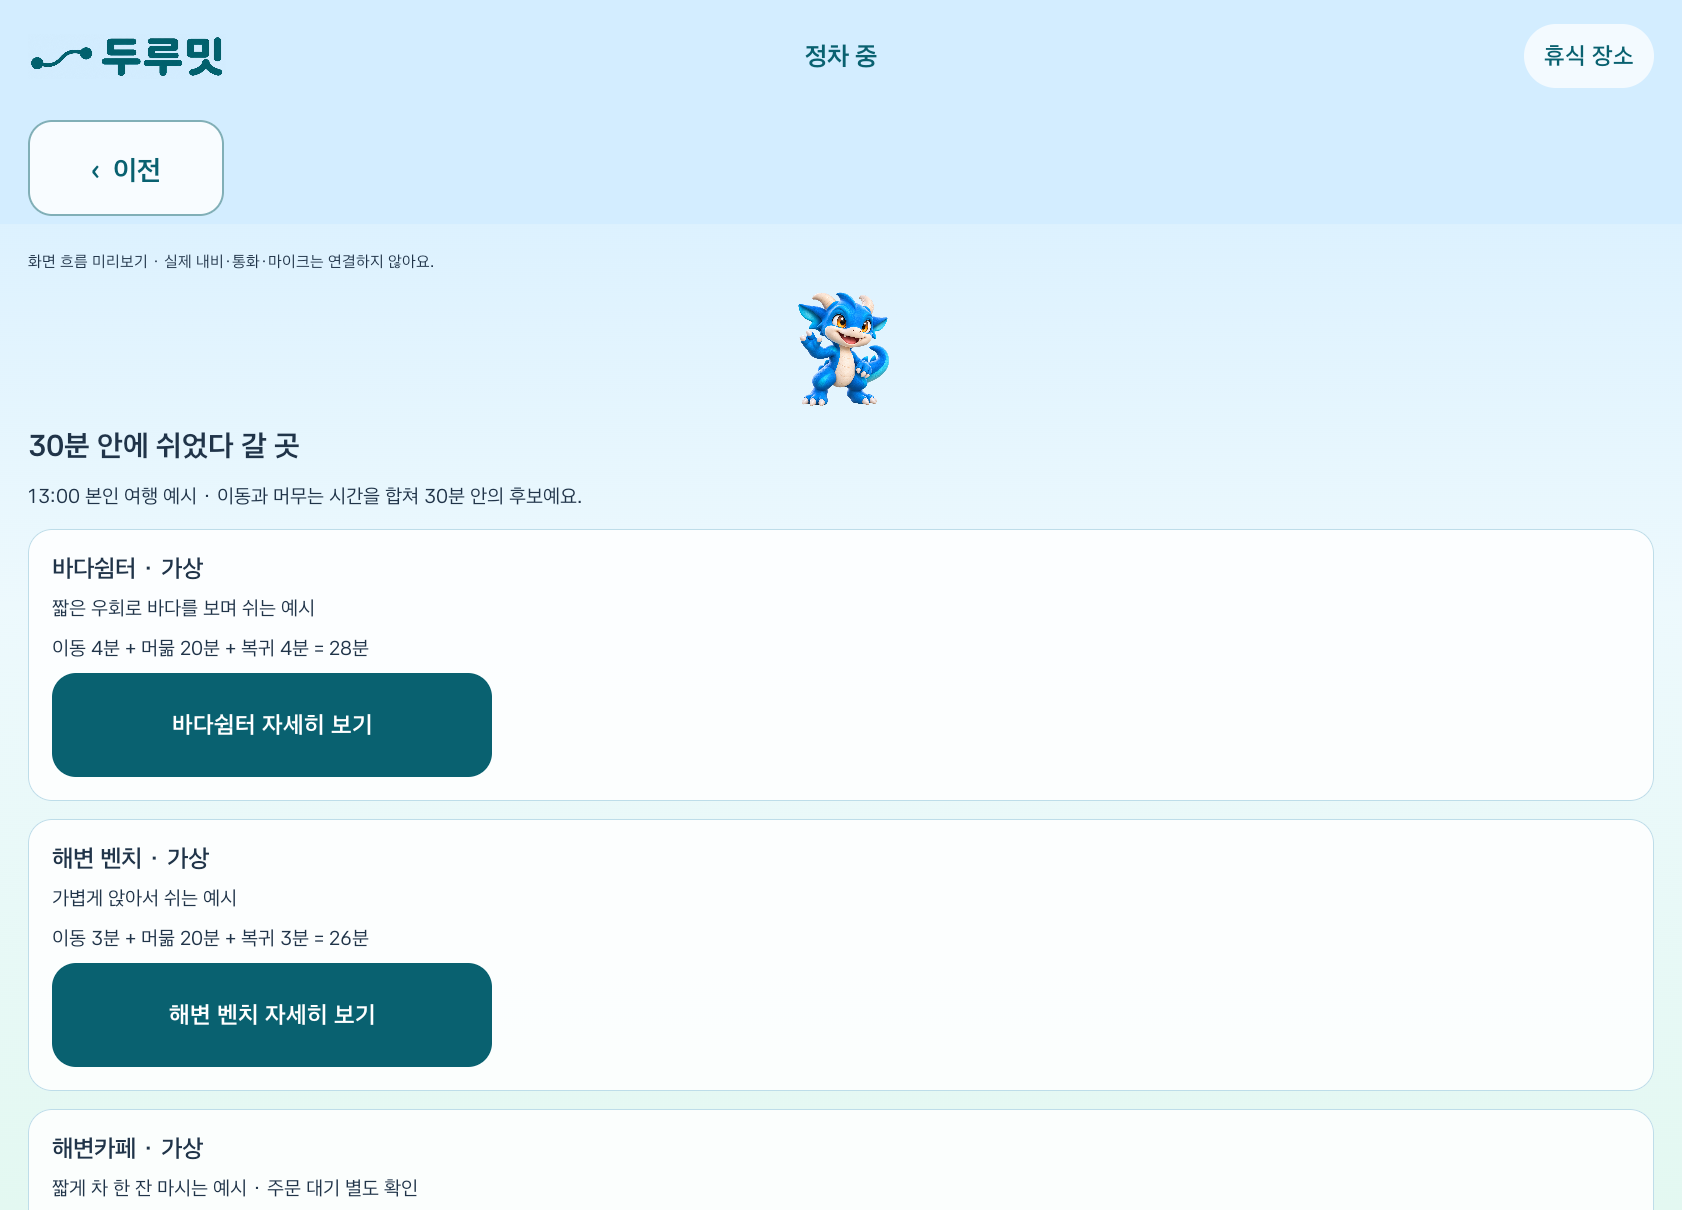 두루밋
정차 중
휴식 장소
‹ 이전
화면 흐름 미리보기 · 실제 내비·통화·마이크는 연결하지 않아요.
30분 안에 쉬었다 갈 곳
13:00 본인 여행 예시 · 이동과 머무는 시간을 합쳐 30분 안의 후보예요.
바다쉼터 · 가상
짧은 우회로 바다를 보며 쉬는 예시
이동 4분 + 머묾 20분 + 복귀 4분 = 28분
바다쉼터 자세히 보기
해변 벤치 · 가상
가볍게 앉아서 쉬는 예시
이동 3분 + 머묾 20분 + 복귀 3분 = 26분
해변 벤치 자세히 보기
해변카페 · 가상
짧게 차 한 잔 마시는 예시 · 주문 대기 별도 확인